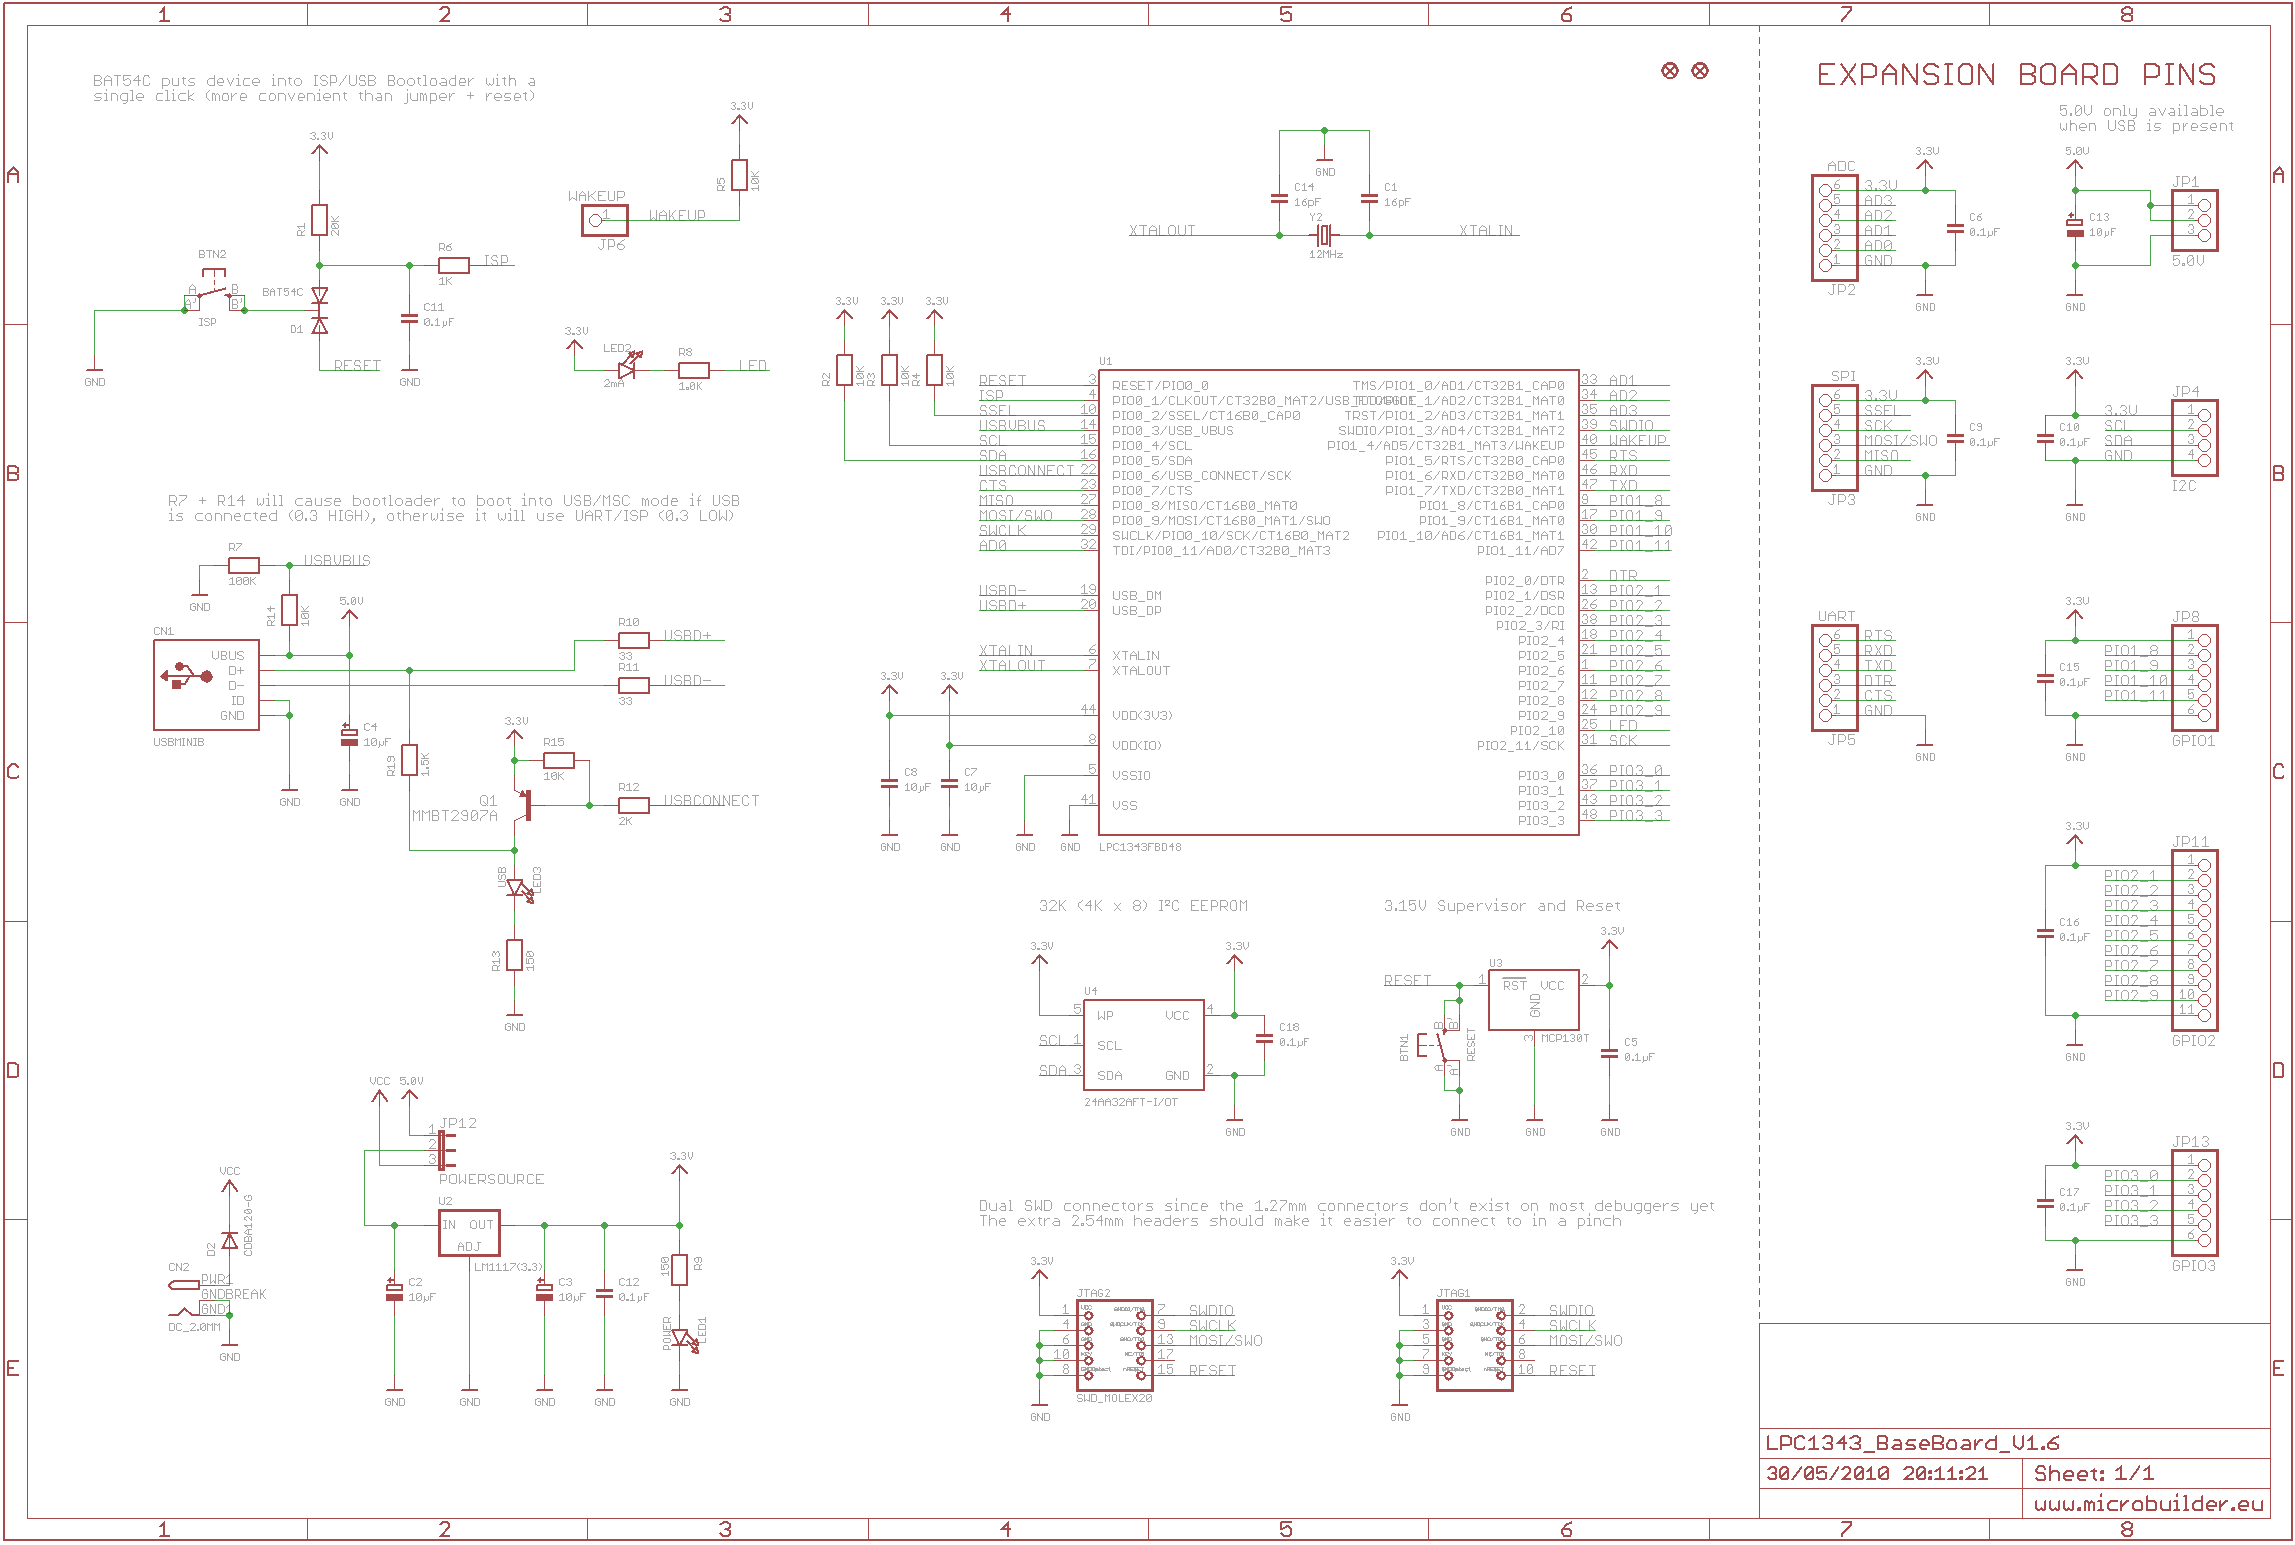 1 2 3 4 5 6 7 8
A
B
C
D
E
BAT54C puts device into ISP/USB Bootloader with a
single click (more convenient than jumper + reset)
3.3V
R1
20K
BTN2
A
A'
B
B'
ISP
BAT54C
D1
RESET
GND
R6
1K
ISP
C11
0.1µF
GND
WAKEUP
1
JP6
WAKEUP
3.3V
R5
10K
3.3V
LED2
2mA
R8
1.0K
LED
GND
C14
16pF
C1
16pF
Y2
12MHz
XTALOUT
XTALIN
R7 + R14 will cause bootloader to boot into USB/MSC mode if USB
is connected (0.3 HIGH), otherwise it will use UART/ISP (0.3 LOW)
R7
100K
USBVBUS
GND
R14
10K
5.0V
CN1
VBUS
D+
D-
ID
GND
USBMINIB
GND
C4
10µF
GND
R10
33
USBD+
R11
33
USBD-
R19
1.5K
3.3V
R15
10K
Q1
MMBT2907A
R12
2K
USBCONNECT
USB
LED3
R13
150
GND
3.3V
R2
10K
3.3V
R3
10K
3.3V
R4
10K
U1
RESET 3 RESET/PIO0_0
ISP 4 PIO0_1/CLKOUT/CT32B0_MAT2/USB_
SSEL 10 PIO0_2/SSEL/CT16B0_CAP0
USBVBUS 14 PIO0_3/USB_VBUS
SCL 15 PIO0_4/SCL
SDA 16 PIO0_5/SDA
USBCONNECT 22 PIO0_6/USB_CONNECT/SCK
CTS 23 PIO0_7/CTS
MISO 27 PIO0_8/MISO/CT16B0_MAT0
MOSI/SWO 28 PIO0_9/MOSI/CT16B0_MAT1/SWO
SWCLK 29 SWCLK/PIO0_10/SCK/CT16B0_MAT2
AD0 32 TDI/PIO0_11/AD0/CT32B0_MAT3
USBD- 19 USB_DM
USBD+ 20 USB_DP
XTALIN 6 XTALIN
XTALOUT 7 XTALOUT
44 VDD(3V3)
8 VDD(IO)
5 VSSIO
41 VSS
TMS/PIO1_0/AD1/CT32B1_CAP0 33 AD1
_1/AD2/CT32B1_MAT0 34 AD2
TRST/PIO1_2/AD3/CT32B1_MAT1 35 AD3
SWDIO/PIO1_3/AD4/CT32B1_MAT2 39 SWDIO
PIO1_4/AD5/CT32B1_MAT3/WAKEUP 40 WAKEUP
PIO1_5/RTS/CT32B0_CAP0 45 RTS
PIO1_6/RXD/CT32B0_MAT0 46 RXD
PIO1_7/TXD/CT32B0_MAT1 47 TXD
PIO1_8/CT16B1_CAP0 9 PIO1_8
PIO1_9/CT16B1_MAT0 17 PIO1_9
PIO1_10/AD6/CT16B1_MAT1 30 PIO1_10
PIO1_11/AD7 42 PIO1_11
PIO2_0/DTR 2 DTR
PIO2_1/DSR 13 PIO2_1
PIO2_2/DCD 26 PIO2_2
PIO2_3/RI 38 PIO2_3
PIO2_4 18 PIO2_4
PIO2_5 21 PIO2_5
PIO2_6 1 PIO2_6
PIO2_7 11 PIO2_7
PIO2_8 12 PIO2_8
PIO2_9 24 PIO2_9
PIO2_10 25 LED
PIO2_11/SCK 31 SCK
PIO3_0 36 PIO3_0
PIO3_1 37 PIO3_1
PIO3_2 43 PIO3_2
PIO3_3 48 PIO3_3
LPC1343FBD48
3.3V 3.3V
C8
10µF
C7
10µF
GND GND GND GND
32K (4K x 8) I²C EEPROM
3.3V 3.3V
U4
5 WP VCC 4
SCL 1 SCL
SDA 3 SDA GND 2
24AA32AFT-I/OT
C18
0.1µF
GND
3.15V Supervisor and Reset
3.3V
U3
RESET 1 RST VCC 2
GND
3
MCP130T
BTN1
B B'
A A'
RESET
C5
0.1µF
GND GND GND
VCC 5.0V
JP12
1
2
3
POWERSOURCE
VCC
D2
CDBA120-G
CN2
PWR1
GNDBREAK
GND1
DC_2.0MM
GND
U2
IN OUT
ADJ
LM1117(3.3)
3.3V
C2
10µF
C3
10µF
C12
0.1µF
150
R9
POWER
LED1
GND GND GND GND GND
Dual SWD connectors since the 1.27mm connectors don't exist on most debuggers yet
The extra 2.54mm headers should make it easier to connect to in a pinch
3.3V
JTAG2
1 VCC 7 SWDIO
4 9 SWCLK
6 13 MOSI/SWO
10 17
8 15 RESET
SWD_MOLEX20
GND
3.3V
JTAG1
1 VCC 2 SWDIO
3 4 SWCLK
5 6 MOSI/SWO
7 8
9 10 RESET
GND
EXPANSION BOARD PINS
5.0V only available
when USB is present
ADC
6 3.3V
5 AD3
4 AD2
3 AD1
2 AD0
1 GND
JP2
3.3V
C6
0.1µF
GND
5.0V
C13
10µF
GND
JP1
1
2
3
5.0V
SPI
6 3.3V
5 SSEL
4 SCK
3 MOSI/SWO
2 MISO
1 GND
JP3
3.3V
C9
0.1µF
GND
3.3V
C10
0.1µF
GND
JP4
3.3V 1
SCL 2
SDA 3
GND 4
I2C
UART
6 RTS
5 RXD
4 TXD
3 DTR
2 CTS
1 GND
JP5
GND
3.3V
C15
0.1µF
GND
JP8
1
PIO1_8 2
PIO1_9 3
PIO1_10 4
PIO1_11 5
6
GPIO1
3.3V
C16
0.1µF
GND
JP11
1
PIO2_1 2
PIO2_2 3
PIO2_3 4
PIO2_4 5
PIO2_5 6
PIO2_6 7
PIO2_7 8
PIO2_8 9
PIO2_9 10
11
GPIO2
3.3V
C17
0.1µF
GND
JP13
1
PIO3_0 2
PIO3_1 3
PIO3_2 4
PIO3_3 5
6
GPIO3
LPC1343_BaseBoard_V1.6
30/05/2010 20:11:21
Sheet: 1/1
www.microbuilder.eu
A
B
C
D
E
1 2 3 4 5 6 7 8